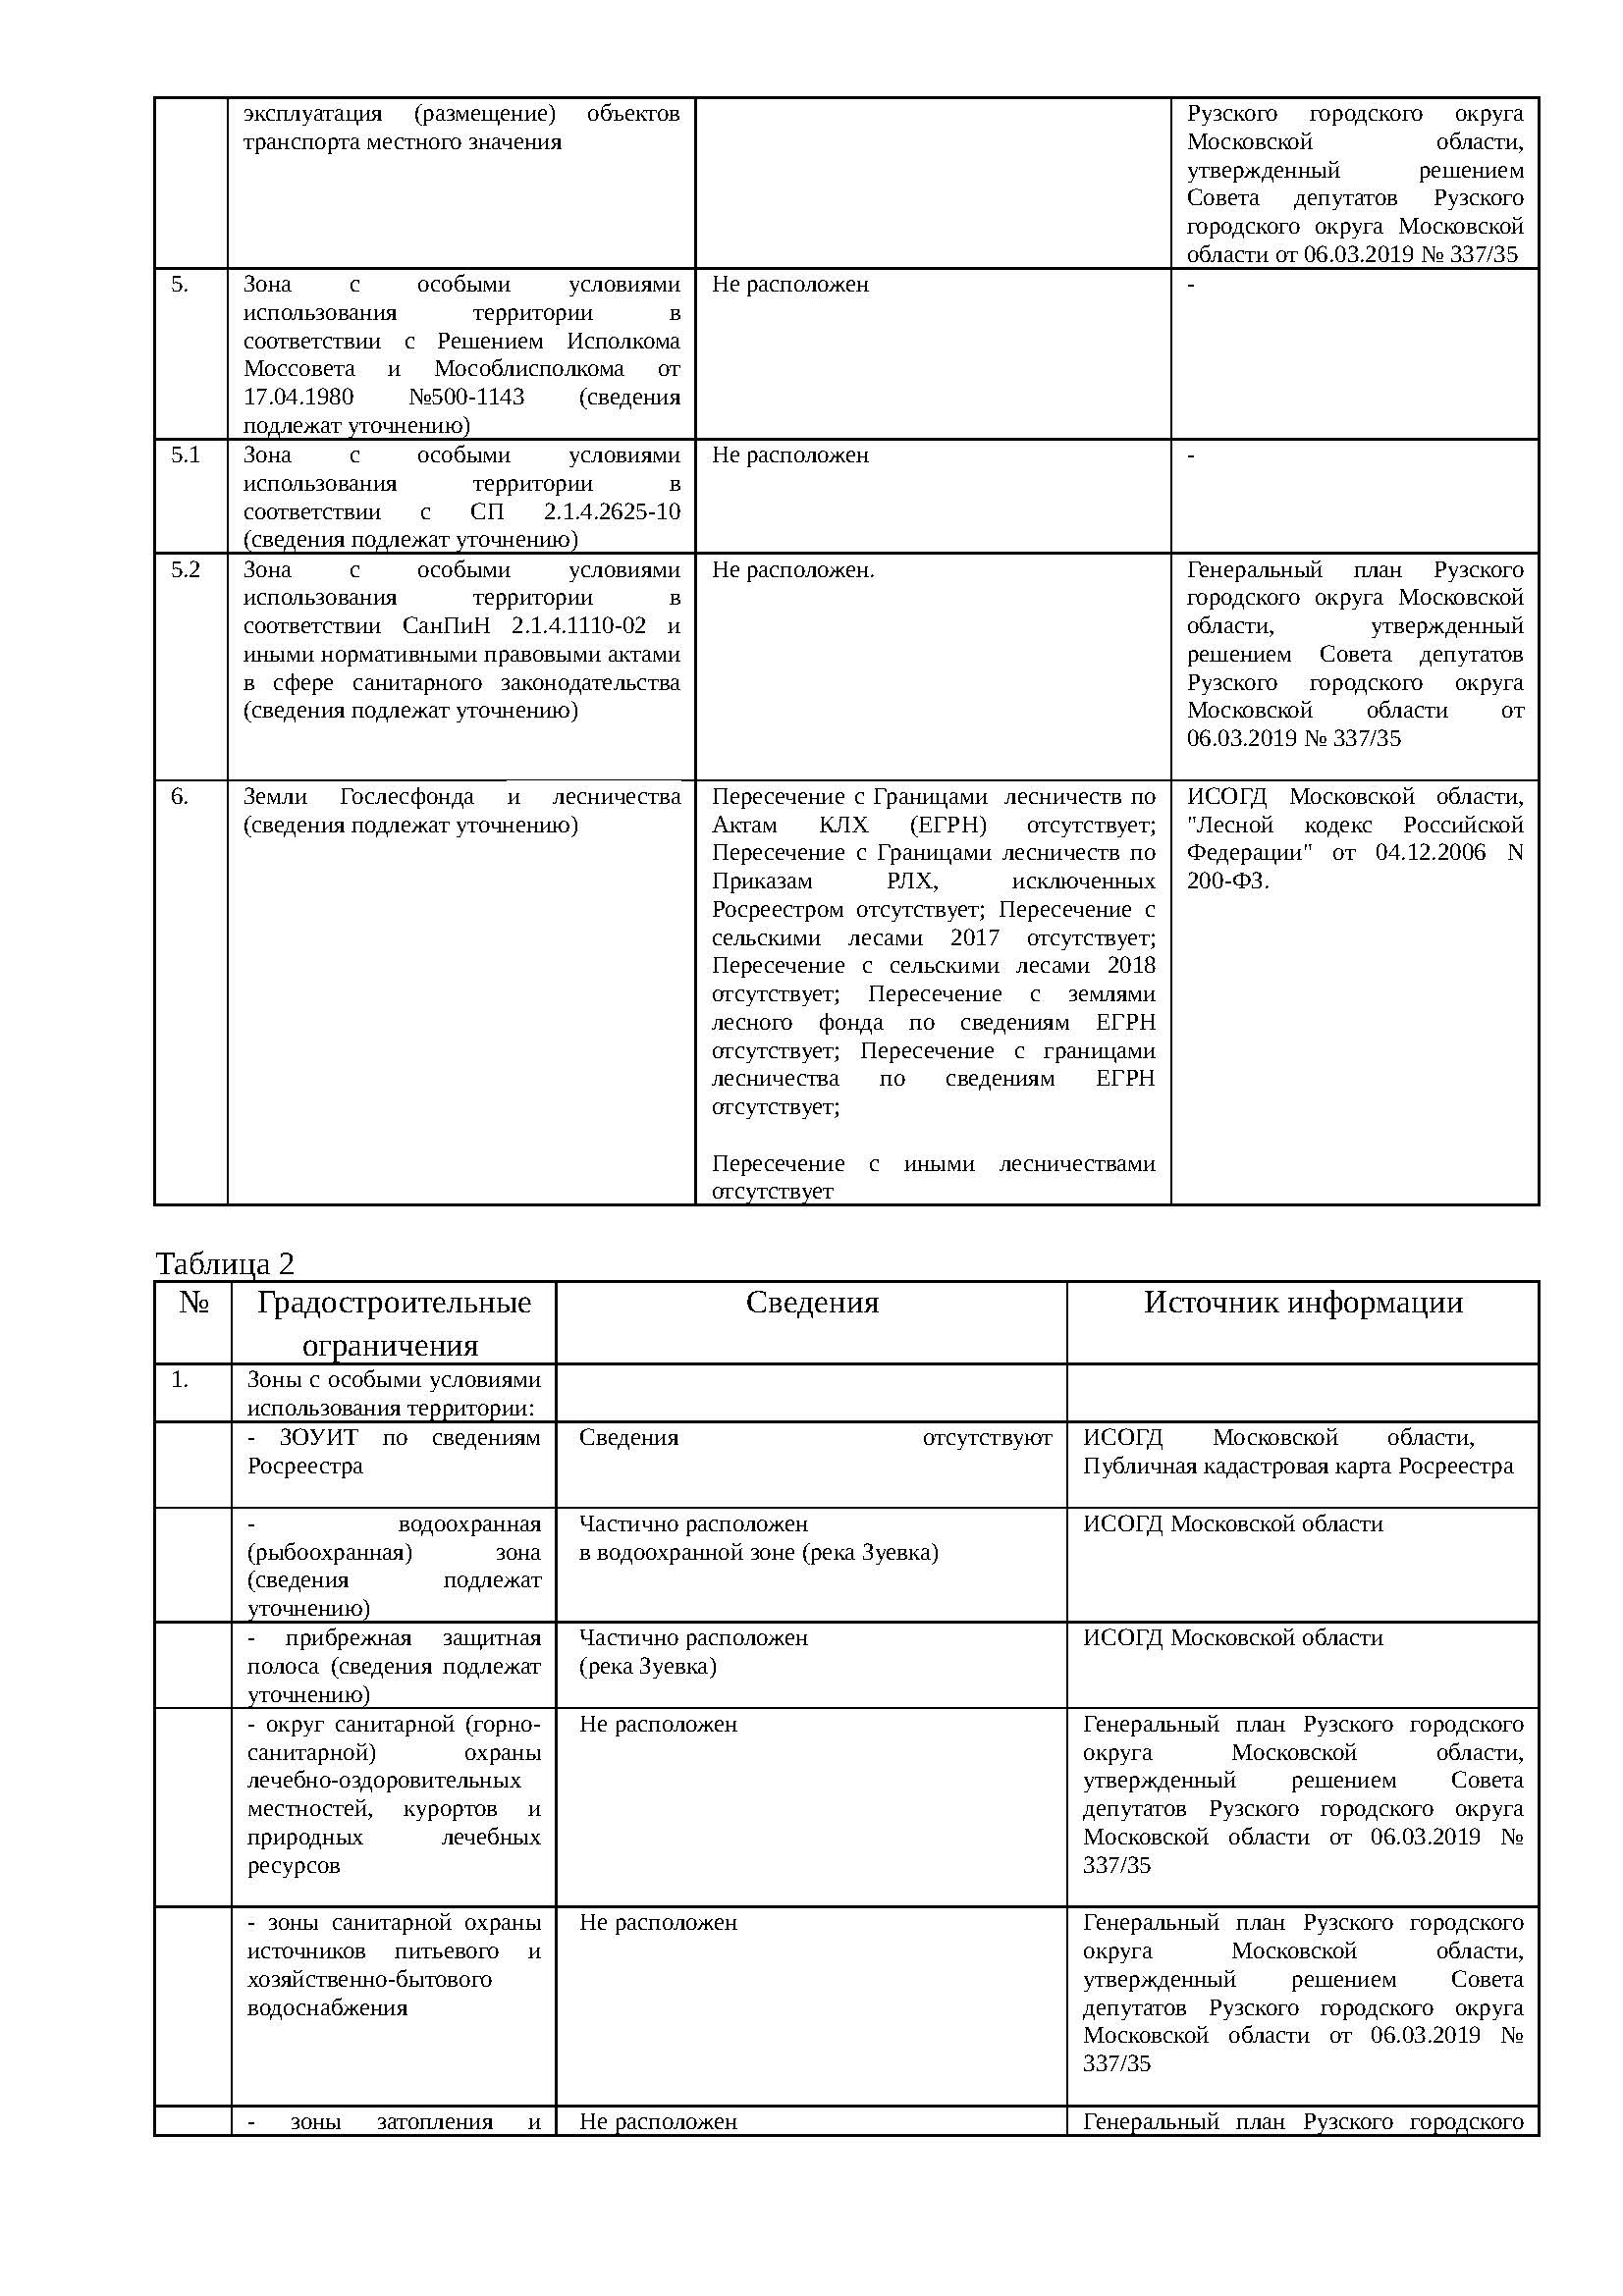 эксплуатация (размещение) объектов
транспорта местного значения
Рузского городского округа
Московской области,
утвержденный решением
Совета депутатов Рузского
городского округа Московской
области от 06.03.2019 № 337/35
5.
Зона с особыми условиями
использования территории в
соответствии с Решением Исполкома
Моссовета и Мособлисполкома от
17.04.1980 №500-1143 (сведения
подлежат уточнению)
Не расположен
-
5.1
Зона с особыми условиями
использования территории в
соответствии с СП 2.1.4.2625-10
(сведения подлежат уточнению)
Не расположен
-
5.2
Зона с особыми условиями
использования территории в
соответствии СанПиН 2.1.4.1110-02 и
иными нормативными правовыми актами
в сфере санитарного законодательства
(сведения подлежат уточнению)
Не расположен.
Генеральный план Рузского
городского округа Московской
области, утвержденный
решением Совета депутатов
Рузского городского округа
Московской области от
06.03.2019 № 337/35
6.
Земли Гослесфонда и лесничества
(сведения подлежат уточнению)
Пересечение с Границами лесничеств по
Актам КЛХ (ЕГРН) отсутствует;
Пересечение с Границами лесничеств по
Приказам РЛХ, исключенных
Росреестром отсутствует; Пересечение с
сельскими лесами 2017 отсутствует;
Пересечение с сельскими лесами 2018
отсутствует; Пересечение с землями
лесного фонда по сведениям ЕГРН
отсутствует; Пересечение с границами
лесничества по сведениям ЕГРН
отсутствует;
Пересечение с иными лесничествами
отсутствует
ИСОГД Московской области,
"Лесной кодекс Российской
Федерации" от 04.12.2006 N
200-ФЗ.
Таблица 2
№
Градостроительные
ограничения
Сведения
Источник информации
1.
Зоны с особыми условиями
использования территории:
- ЗОУИТ по сведениям
Росреестра
Сведения отсутствуют
ИСОГД Московской области,
Публичная кадастровая карта Росреестра
- водоохранная
(рыбоохранная) зона
(сведения подлежат
уточнению)
Частично расположен
в водоохранной зоне (река Зуевка)
ИСОГД Московской области
- прибрежная защитная
полоса (сведения подлежат
уточнению)
Частично расположен
(река Зуевка)
ИСОГД Московской области
- округ санитарной (горно-
санитарной) охраны
лечебно-оздоровительных
местностей, курортов и
природных лечебных
ресурсов
Не расположен
Генеральный план Рузского городского
округа Московской области,
утвержденный решением Совета
депутатов Рузского городского округа
Московской области от 06.03.2019 №
337/35
- зоны санитарной охраны
источников питьевого и
хозяйственно-бытового
водоснабжения
Не расположен
Генеральный план Рузского городского
округа Московской области,
утвержденный решением Совета
депутатов Рузского городского округа
Московской области от 06.03.2019 №
337/35
- зоны затопления и
Не расположен
Генеральный план Рузского городского